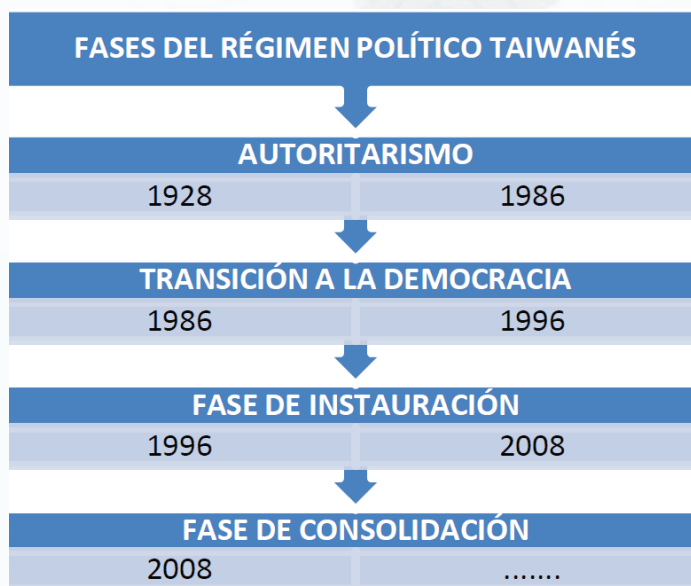 FASES DEL RÉGIMEN POLÍTICO TAIWANÉS
AUTORITARISMO
1928 1986
TRANSICIÓN A LA DEMOCRACIA
1986 1996
FASE DE INSTAURACIÓN
1996 2008
FASE DE CONSOLIDACIÓN
2008 .......